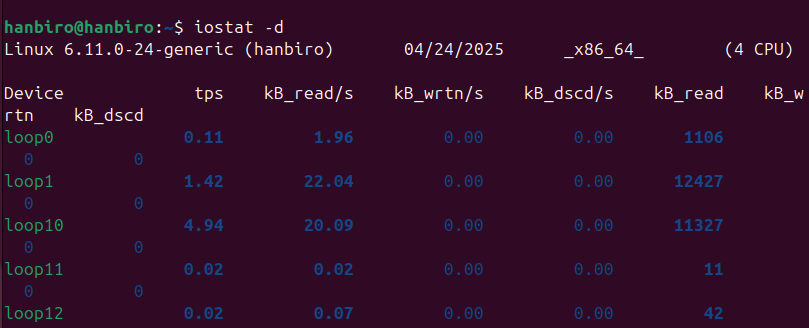 hanbiro@hanbiro:~$ iostat -d
Linux 6.11.0-24-generic (hanbiro) 04/24/2025 _x86_64_ (4 CPU)
Device tps kB_read/s kB_wrtn/s kB_dscd/s kB_read kB_w
rtn kB_dscd
loop0 0.11 1.96 0.00 0.00 1106
0 0
loop1 1.42 22.04 0.00 0.00 12427
0 0
loop10 4.94 20.09 0.00 0.00 11327
0 0
loop11 0.02 0.02 0.00 0.00 11
0 0
loop12 0.02 0.07 0.00 0.00 42